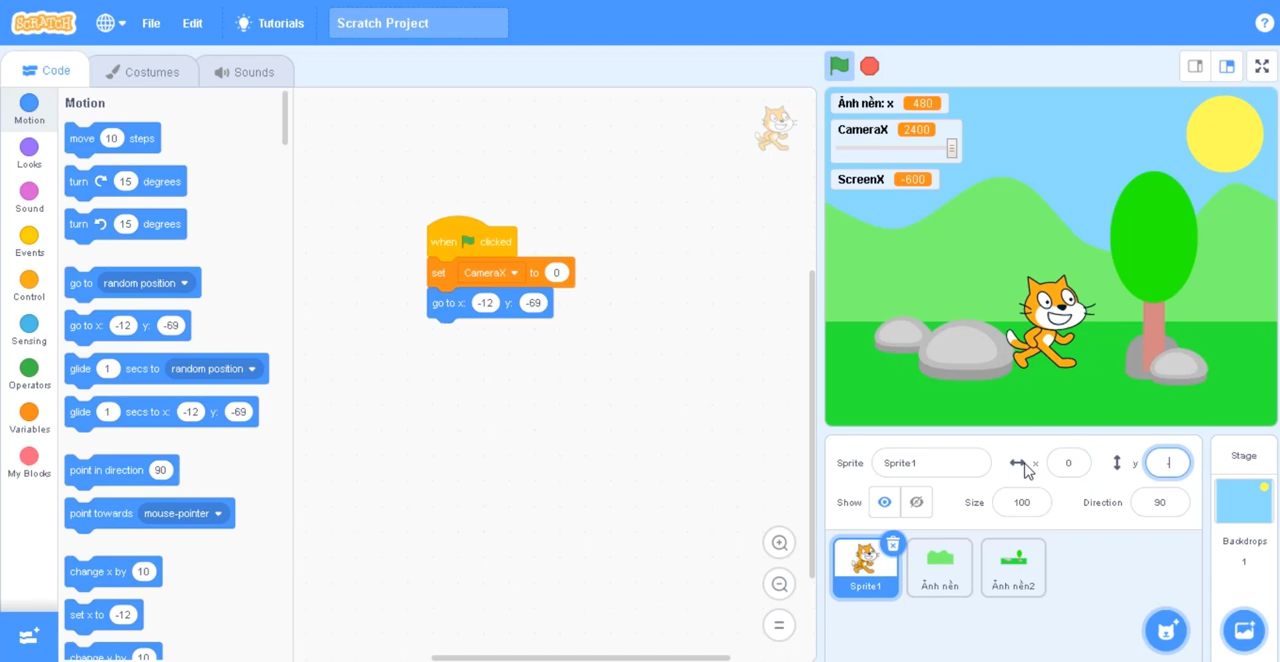 SCRATCH File Edit Tutorials Scratch Project ?
Code Costumes Sounds
Motion
Looks
Sound
Events
Control
Sensing
Operators
Variables
My Blocks
Motion
move 10 steps
turn 15 degrees
turn 15 degrees
go to random position
go to x: -12 y: -69
glide 1 secs to random position
glide 1 secs to x: -12 y: -69
point in direction 90
point towards mouse-pointer
change x by 10
set x to -12
change y by 10
when clicked
set CameraX to 0
go to x: -12 y: -69
Ảnh nền: x 480
CameraX 2400
ScreenX -600
Sprite Sprite1 x 0 y -
Show Size 100 Direction 90
Sprite1 Ảnh nền Ảnh nền2
Stage
Backdrops
1